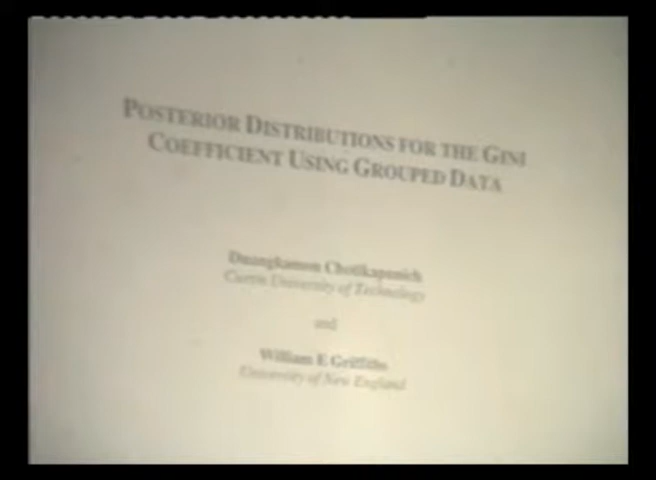 POSTERIOR DISTRIBUTIONS FOR THE GINI
COEFFICIENT USING GROUPED DATA
Duangkamon Chotikapanich
Curtin University of Technology
and
William E Griffiths
University of New England